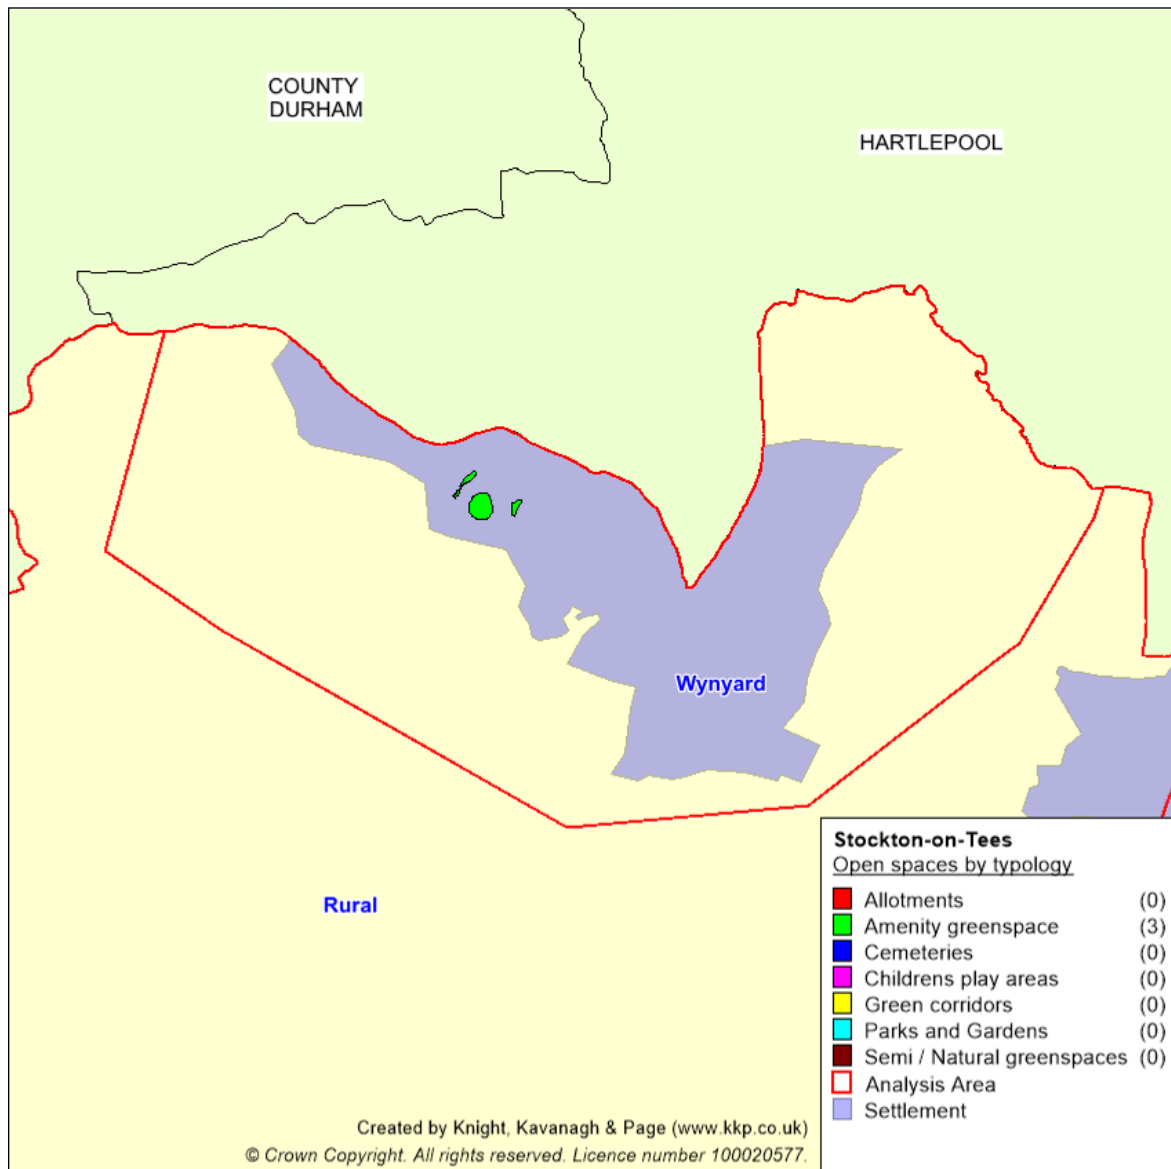 COUNTY
DURHAM
HARTLEPOOL
Wynyard
Rural
Stockton-on-Tees
Open spaces by typology
Allotments (0)
Amenity greenspace (3)
Cemeteries (0)
Childrens play areas (0)
Green corridors (0)
Parks and Gardens (0)
Semi / Natural greenspaces (0)
Analysis Area
Settlement
Created by Knight, Kavanagh & Page (www.kkp.co.uk)
© Crown Copyright. All rights reserved. Licence number 100020577.